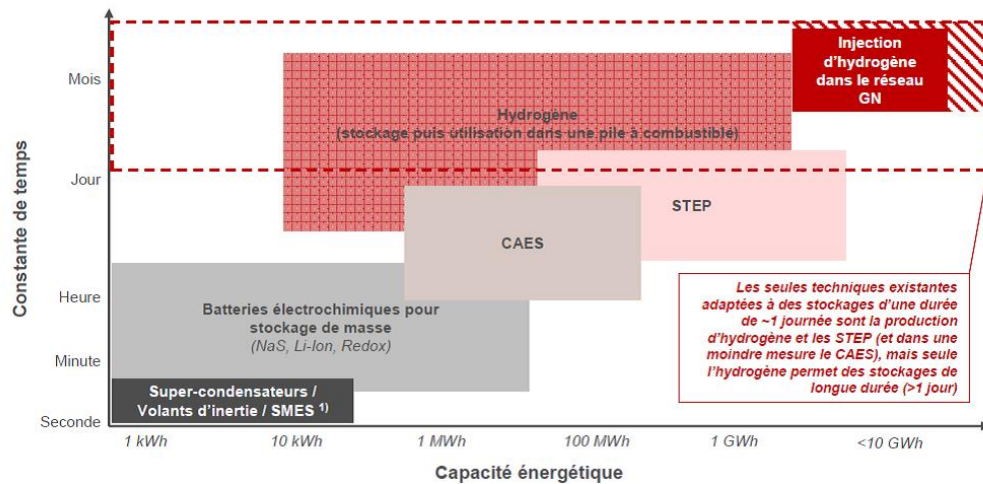 Constante de temps
Mois
Jour
Heure
Minute
Seconde
Injection
d'hydrogène
dans le réseau
GN
Hydrogène
(stockage puis utilisation dans une pile à combustible)
STEP
CAES
Batteries électrochimiques pour
stockage de masse
(NaS, Li-Ion, Redox)
Super-condensateurs /
Volants d'inertie / SMES 1)
Les seules techniques existantes
adaptées à des stockages d'une durée
de ~1 journée sont la production
d'hydrogène et les STEP (et dans une
moindre mesure le CAES), mais seule
l'hydrogène permet des stockages de
longue durée (>1 jour)
1 kWh
10 kWh
1 MWh
100 MWh
1 GWh
<10 GWh
Capacité énergétique